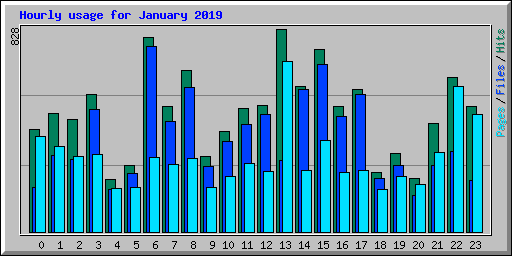 Hourly usage for January 2019
828
Pages/Files/Hits
0 1 2 3 4 5 6 7 8 9 10 11 12 13 14 15 16 17 18 19 20 21 22 23